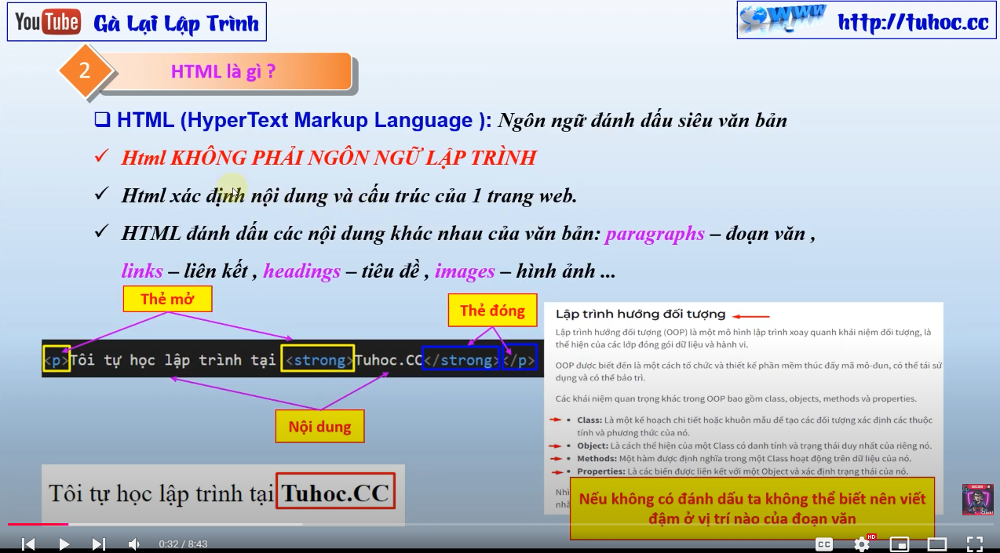 YouTube Gà Lại Lập Trình
WWW http://tuhoc.cc
2 HTML là gì ?
HTML (HyperText Markup Language ): Ngôn ngữ đánh dấu siêu văn bản
Html KHÔNG PHẢI NGÔN NGỮ LẬP TRÌNH
Html xác định nội dung và cấu trúc của 1 trang web.
HTML đánh dấu các nội dung khác nhau của văn bản: paragraphs – đoạn văn ,
links – liên kết , headings – tiêu đề , images – hình ảnh ...
Thẻ mở
Thẻ đóng
<p>Tôi tự học lập trình tại <strong>Tuhoc.CC</strong></p>
Nội dung
Tôi tự học lập trình tại Tuhoc.CC
Lập trình hướng đối tượng
Lập trình hướng đối tượng (OOP) là một mô hình lập trình xoay quanh khái niệm đối tượng, là
thể hiện của các lớp đóng gói dữ liệu và hành vi.
OOP được biết đến là một cách tổ chức và thiết kế phần mềm thúc đẩy mã mô-đun, có thể tái sử
dụng và có thể bảo trì.
Các khái niệm quan trọng khác trong OOP bao gồm class, objects, methods và properties.
• Class: Là một kế hoạch chi tiết hoặc khuôn mẫu để tạo các đối tượng xác định các thuộc
tính và phương thức của nó.
• Object: Là cách thể hiện của một Class có danh tính và trạng thái duy nhất của riêng nó.
• Methods: Một hàm được định nghĩa trong một Class hoạt động trên dữ liệu của nó.
• Properties: Là các biến được liên kết với một Object và xác định trạng thái của nó.
Nếu không có đánh dấu ta không thể biết nên viết
đậm ở vị trí nào của đoạn văn
0:32 / 8:43
CC
HD